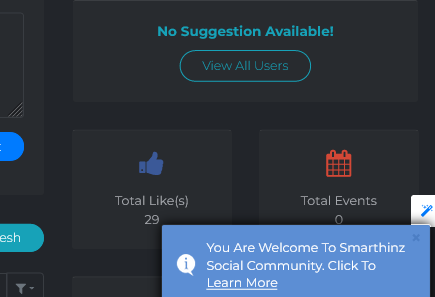 No Suggestion Available!
View All Users
Total Like(s)
29
Total Events
0
You Are Welcome To Smarthinz
Social Community. Click To
Learn More